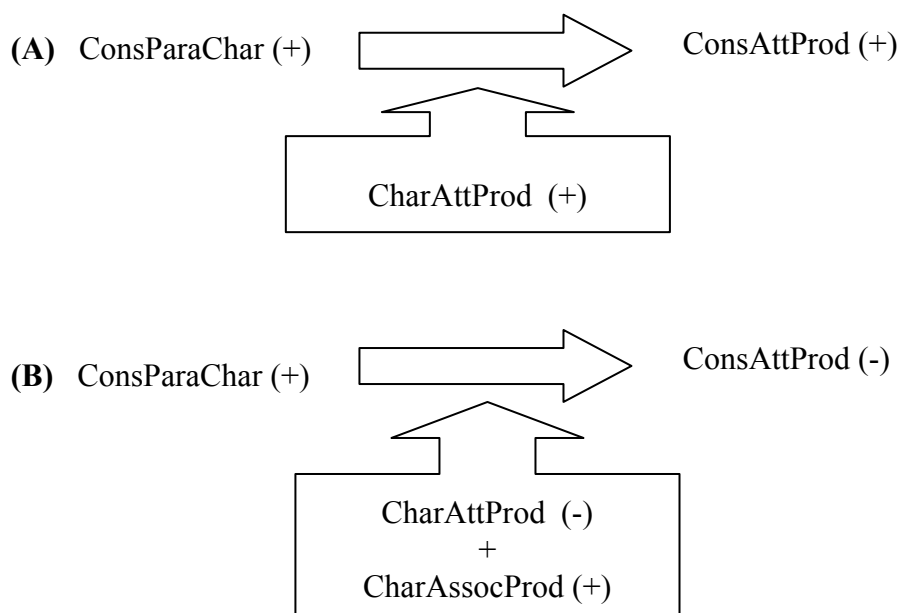 (A) ConsParaChar (+) ConsAttProd (+)
CharAttProd (+)
(B) ConsParaChar (+) ConsAttProd (-)
CharAttProd (-)
+
CharAssocProd (+)